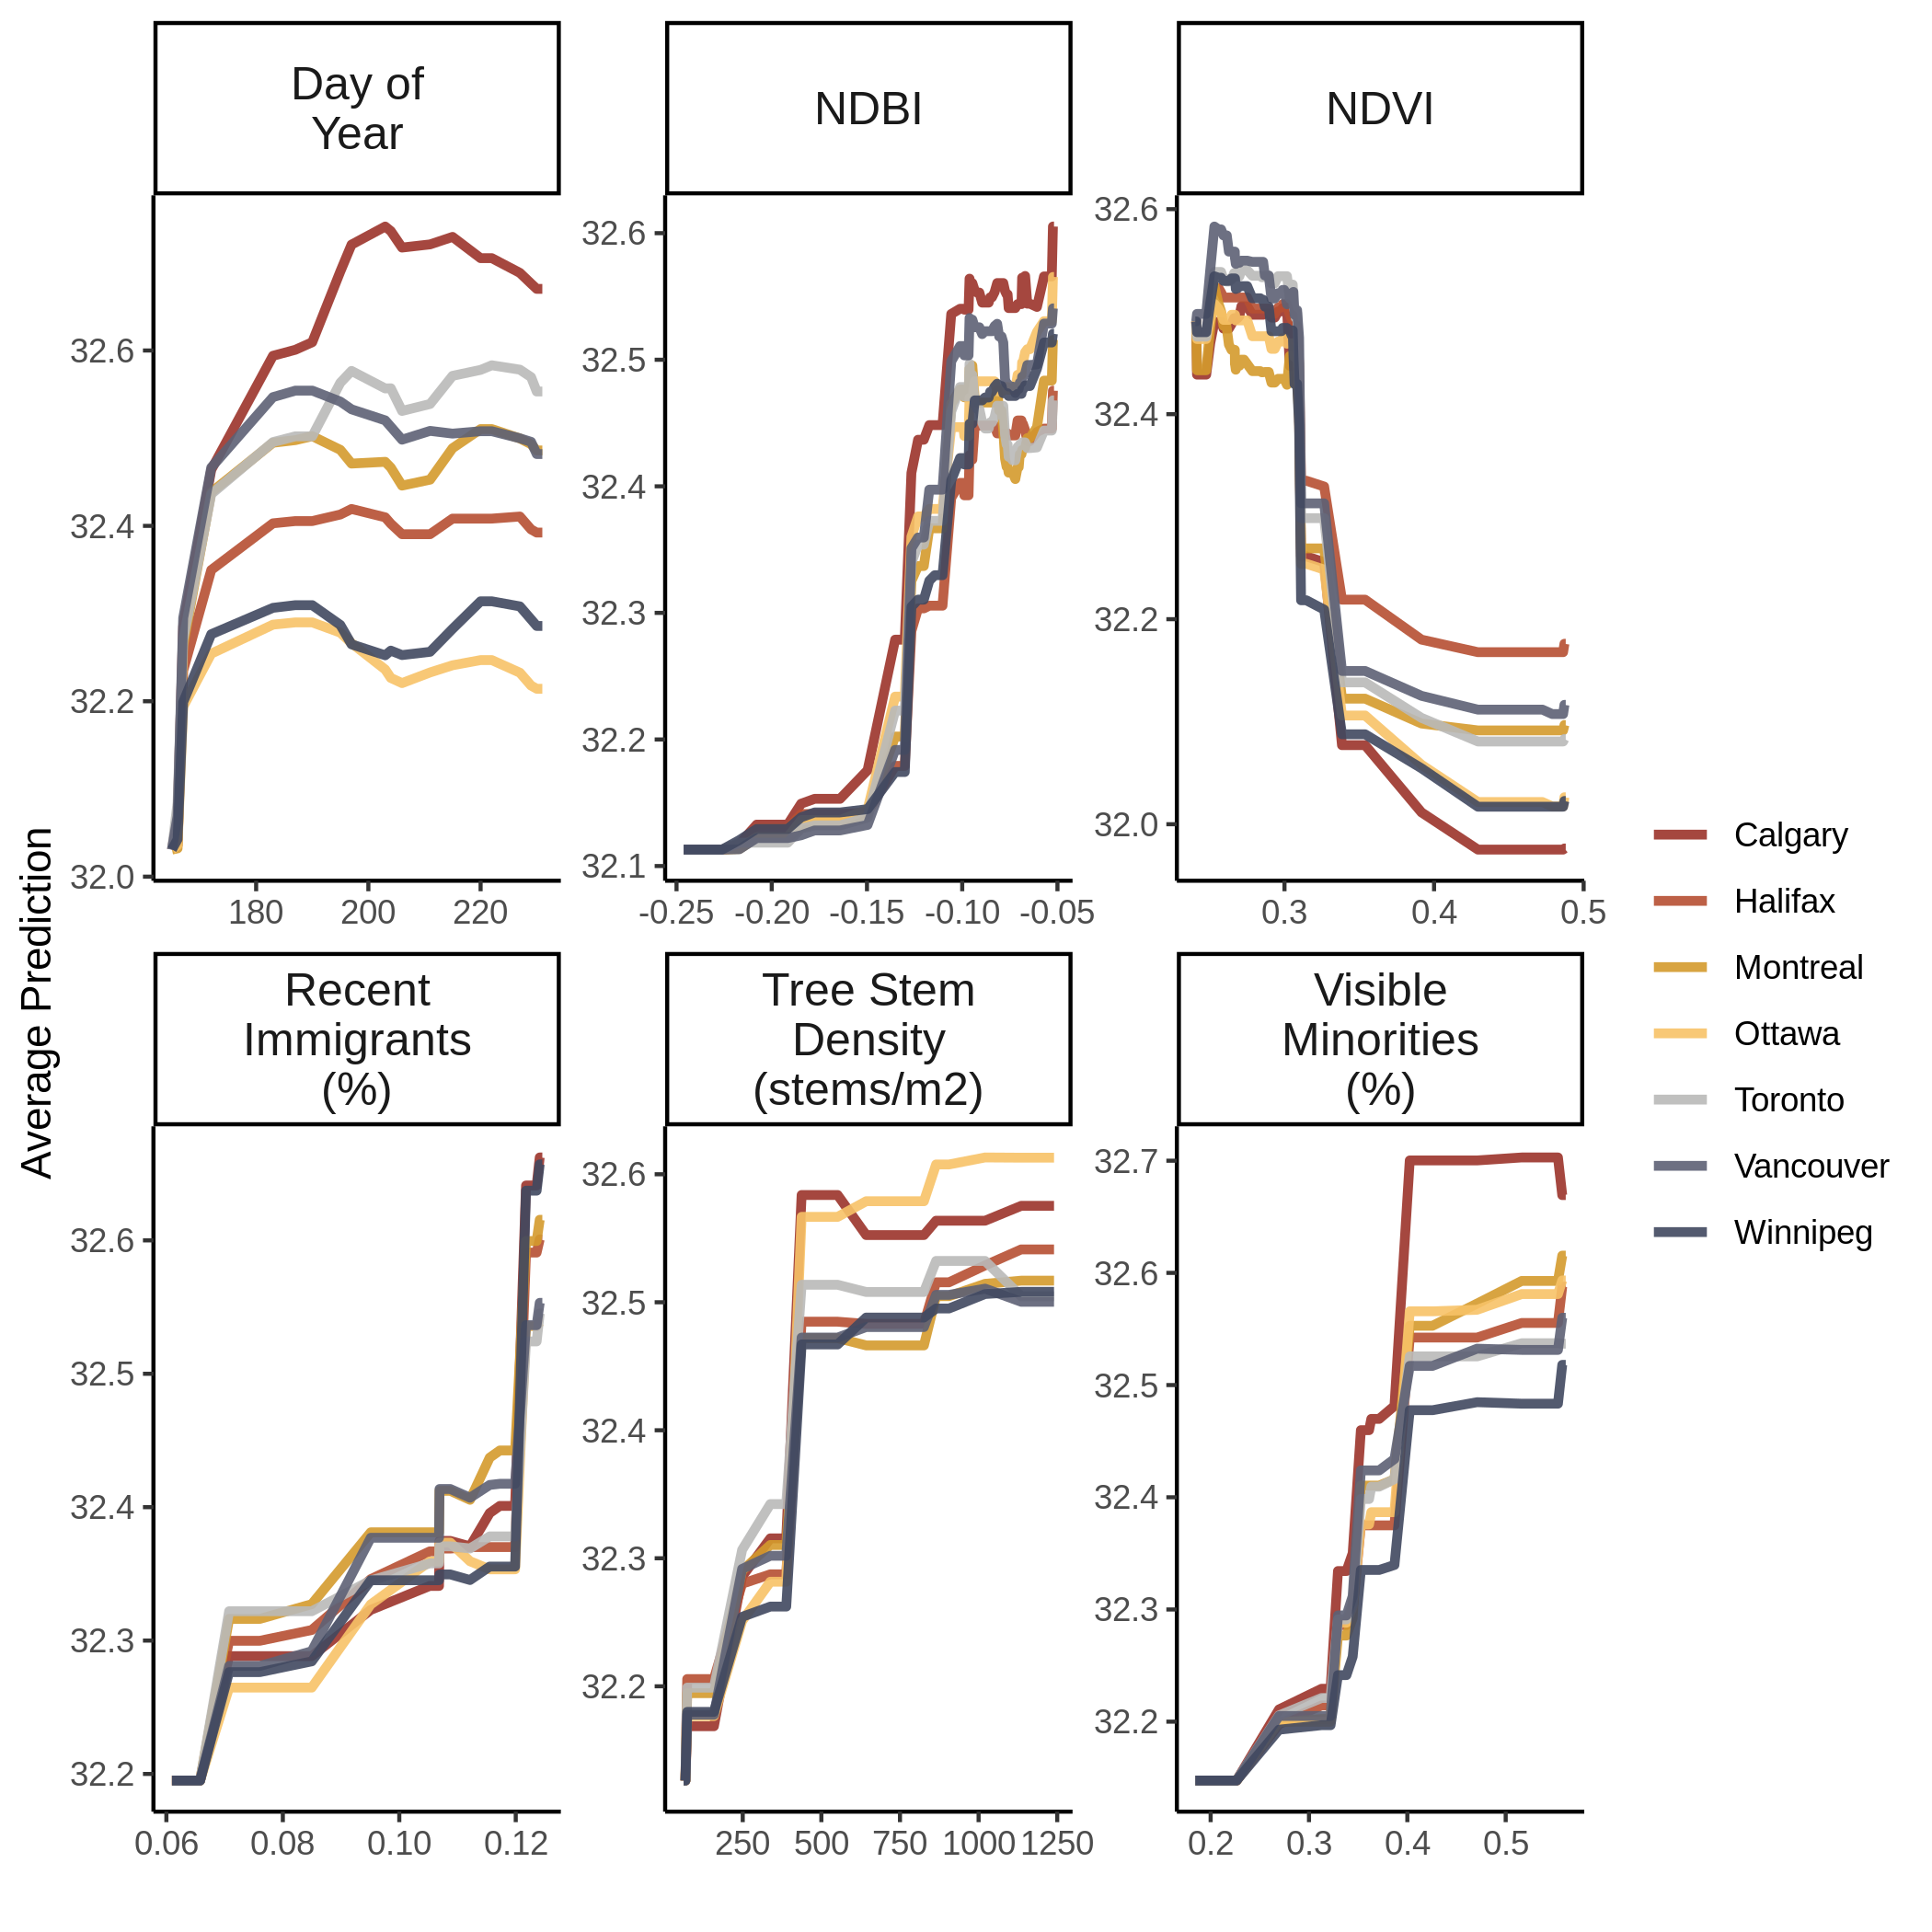 Day of
Year
NDBI
NDVI
32.6
32.4
32.2
32.0
180 200 220
32.6
32.5
32.4
32.3
32.2
32.1
-0.25 -0.20 -0.15 -0.10 -0.05
32.6
32.4
32.2
32.0
0.3 0.4 0.5
Average Prediction
Recent
Immigrants
(%)
Tree Stem
Density
(stems/m2)
Visible
Minorities
(%)
32.6
32.5
32.4
32.3
32.2
0.06 0.08 0.10 0.12
32.6
32.5
32.4
32.3
32.2
250 500 750 1000 1250
32.7
32.6
32.5
32.4
32.3
32.2
0.2 0.3 0.4 0.5
Calgary
Halifax
Montreal
Ottawa
Toronto
Vancouver
Winnipeg